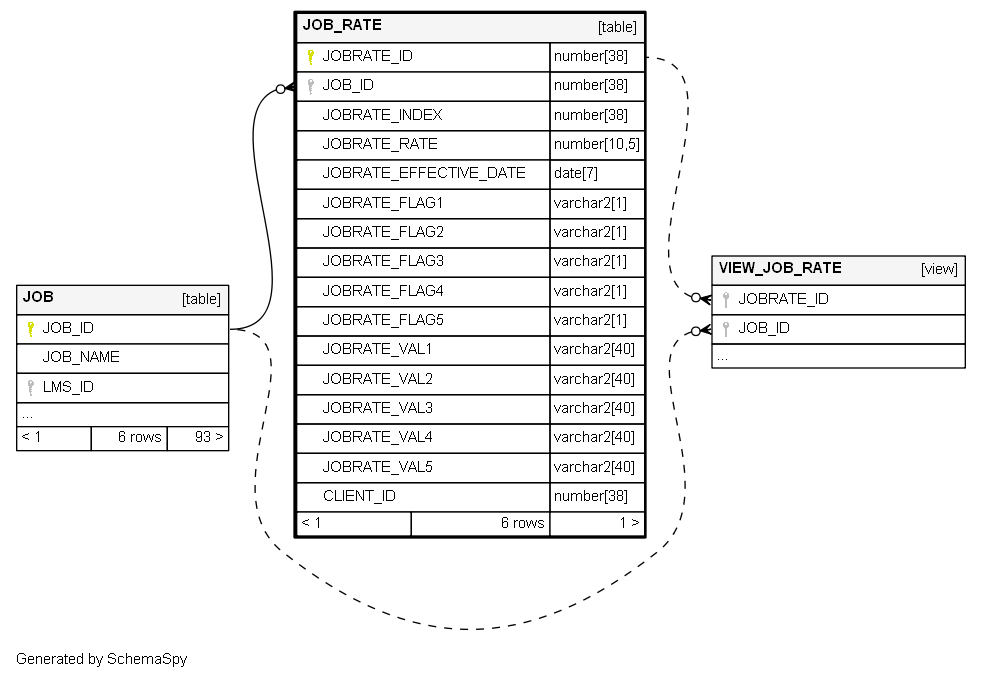 JOB_RATE [table]
JOBRATE_ID number[38]
JOB_ID number[38]
JOBRATE_INDEX number[38]
JOBRATE_RATE number[10,5]
JOBRATE_EFFECTIVE_DATE date[7]
JOBRATE_FLAG1 varchar2[1]
JOBRATE_FLAG2 varchar2[1]
JOBRATE_FLAG3 varchar2[1]
JOBRATE_FLAG4 varchar2[1]
JOBRATE_FLAG5 varchar2[1]
JOBRATE_VAL1 varchar2[40]
JOBRATE_VAL2 varchar2[40]
JOBRATE_VAL3 varchar2[40]
JOBRATE_VAL4 varchar2[40]
JOBRATE_VAL5 varchar2[40]
CLIENT_ID number[38]
< 1 6 rows 1 >
JOB [table]
JOB_ID
JOB_NAME
LMS_ID
...
< 1 6 rows 93 >
VIEW_JOB_RATE [view]
JOBRATE_ID
JOB_ID
...
Generated by SchemaSpy